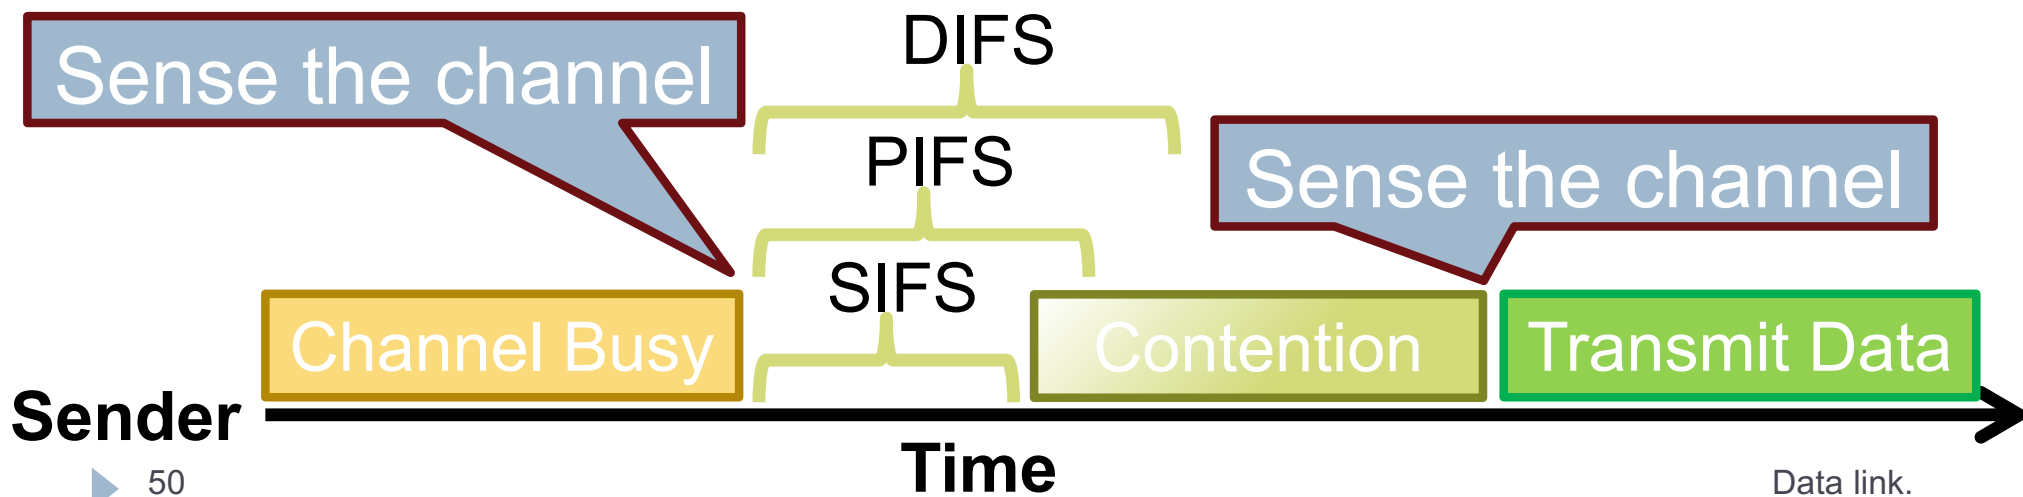 DIFS
Sense the channel
PIFS
Sense the channel
SIFS
Channel Busy
Contention
Transmit Data
Sender
Time
50
Data link.